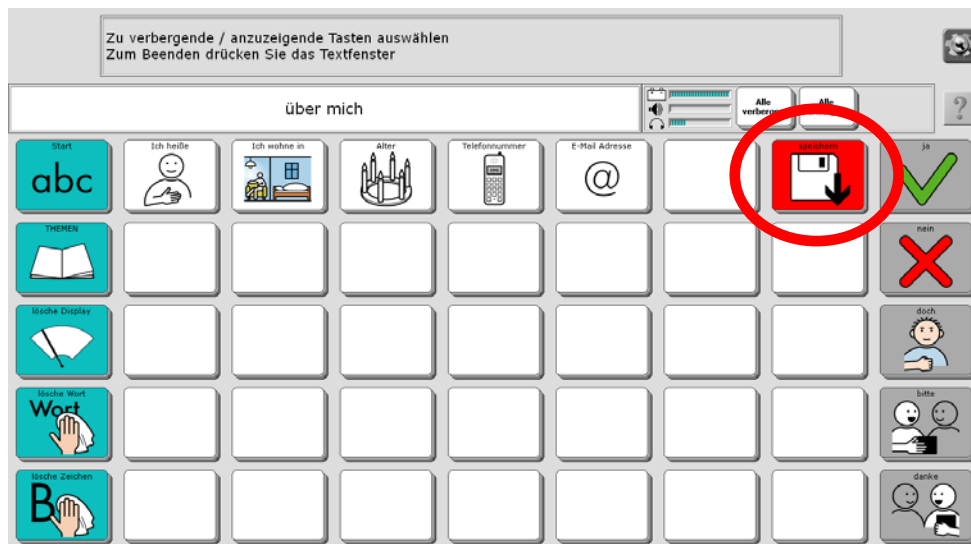 Zu verbergende / anzuzeigende Tasten auswählen
Zum Beenden drücken Sie das Textfenster
über mich
Alle
Alle
Start
abc
Ich heiße
Ich wohne in
Alter
Telefonnummer
E-Mail Adresse
@
speichern
ja
THEMEN
nein
lösche Display
doch
lösche Wort
Wort
bitte
lösche Zeichen
B
danke
?